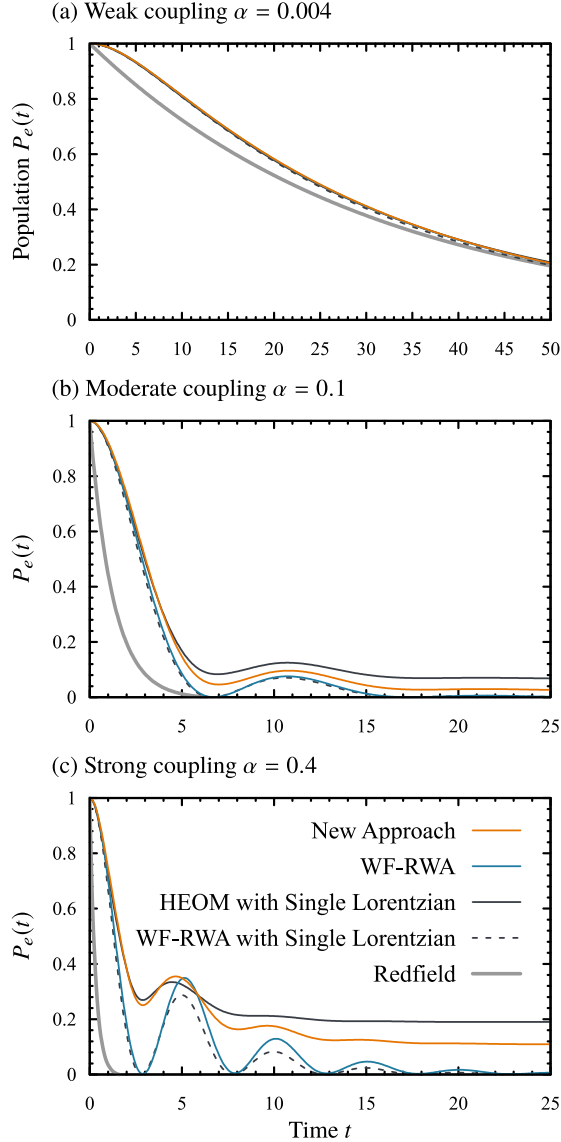 (a) Weak coupling α = 0.004
Population Pₑ(t)
1
0.8
0.6
0.4
0.2
0
0 5 10 15 20 25 30 35 40 45 50
(b) Moderate coupling α = 0.1
Pₑ(t)
1
0.8
0.6
0.4
0.2
0
0 5 10 15 20 25
(c) Strong coupling α = 0.4
Pₑ(t)
1
0.8
0.6
0.4
0.2
0
New Approach
WF-RWA
HEOM with Single Lorentzian
WF-RWA with Single Lorentzian
Redfield
0 5 10 15 20 25
Time t